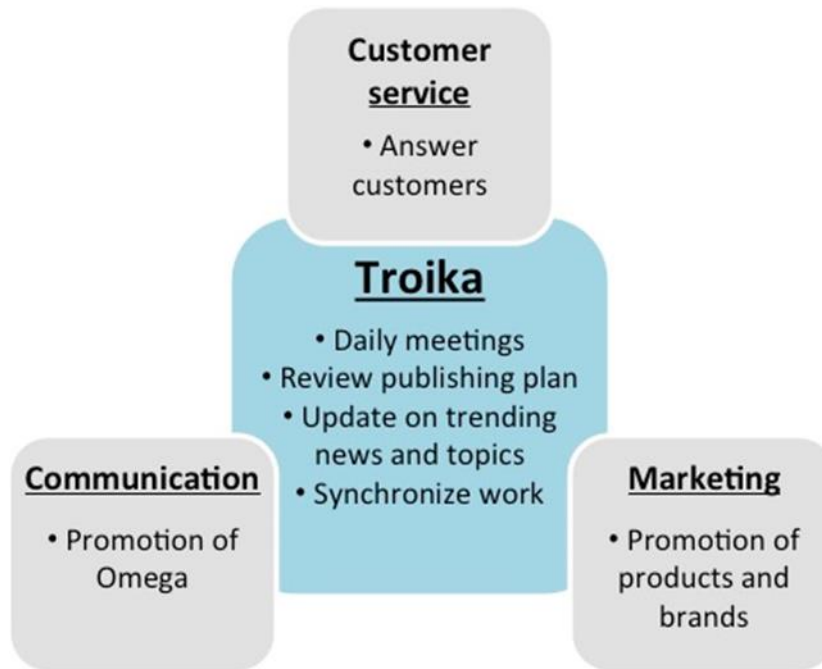 Customer
service
• Answer
customers
Troika
• Daily meetings
• Review publishing plan
• Update on trending
news and topics
• Synchronize work
Communication
• Promotion of
Omega
Marketing
• Promotion of
products and
brands